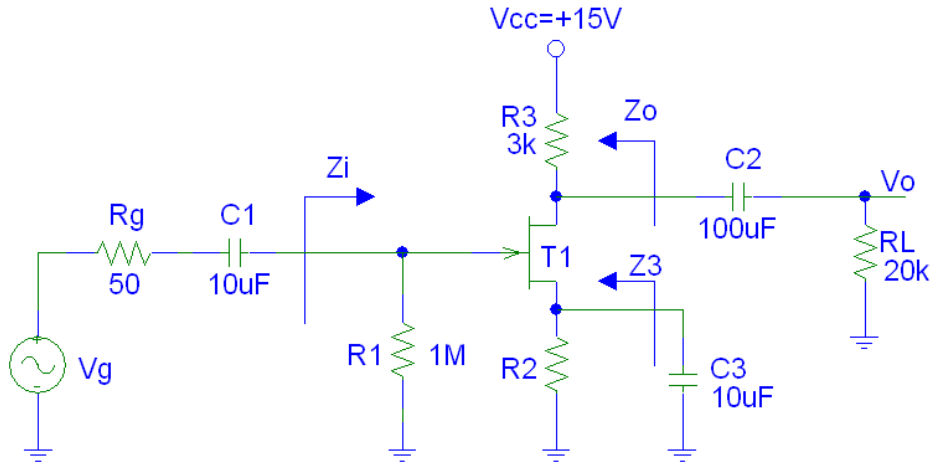 Vcc=+15V
R3
3k
Zo
C2
100uF
Vo
Zi
Rg
50
C1
10uF
T1
RL
20k
Z3
R1
1M
R2
C3
10uF
Vg